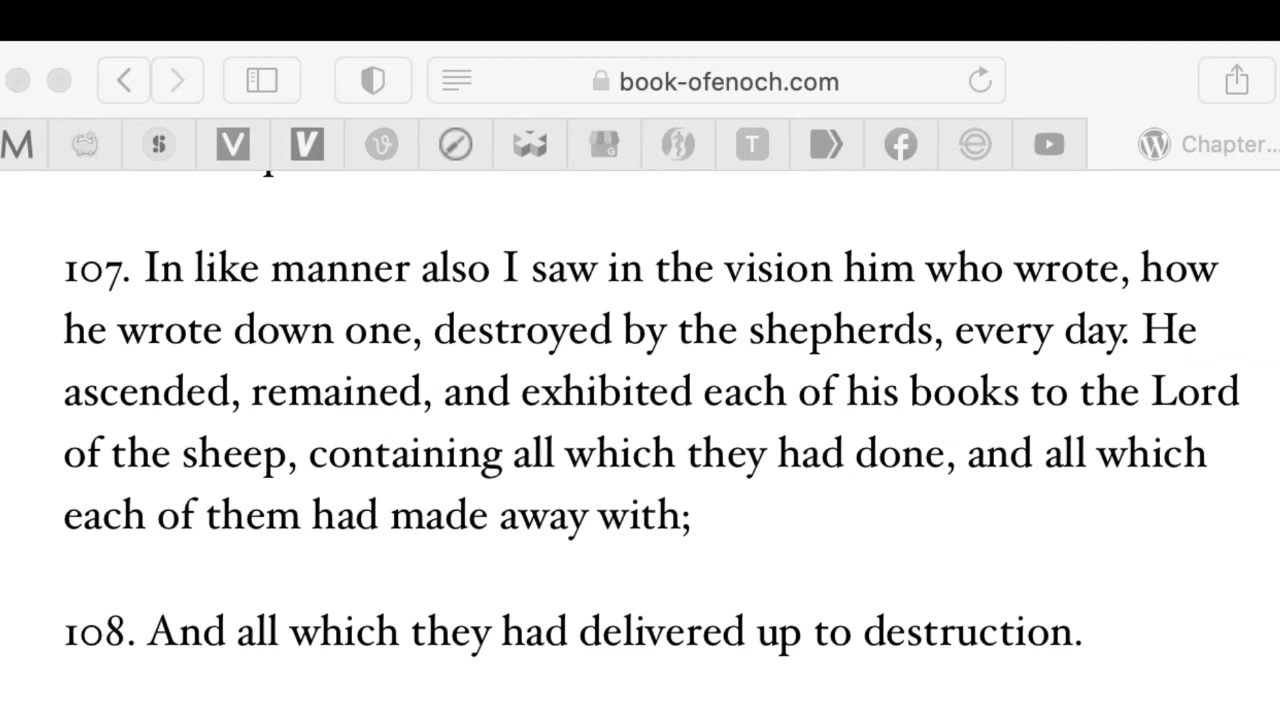 book-ofenoch.com
M S V V T G e Chapter...
107. In like manner also I saw in the vision him who wrote, how
he wrote down one, destroyed by the shepherds, every day. He
ascended, remained, and exhibited each of his books to the Lord
of the sheep, containing all which they had done, and all which
each of them had made away with;
108. And all which they had delivered up to destruction.